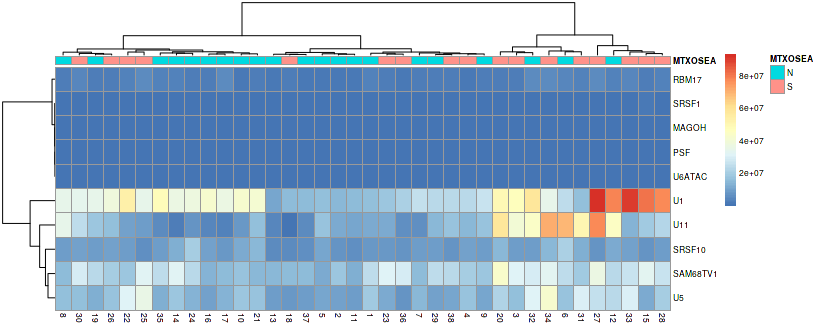 MTXOSEA
MTXOSEA
N
S
8e+07
6e+07
4e+07
2e+07
RBM17
SRSF1
MAGOH
PSF
U6ATAC
U1
U11
SRSF10
SAM68TV1
U5
8 30 19 26 22 25 35 14 24 16 17 10 21 13 18 37 5 2 11 1 23 36 7 29 38 4 9 20 3 32 34 6 31 27 12 33 15 28